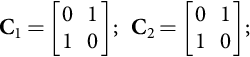 C₁ = [0 1; 1 0]; C₂ = [0 1; 1 0];